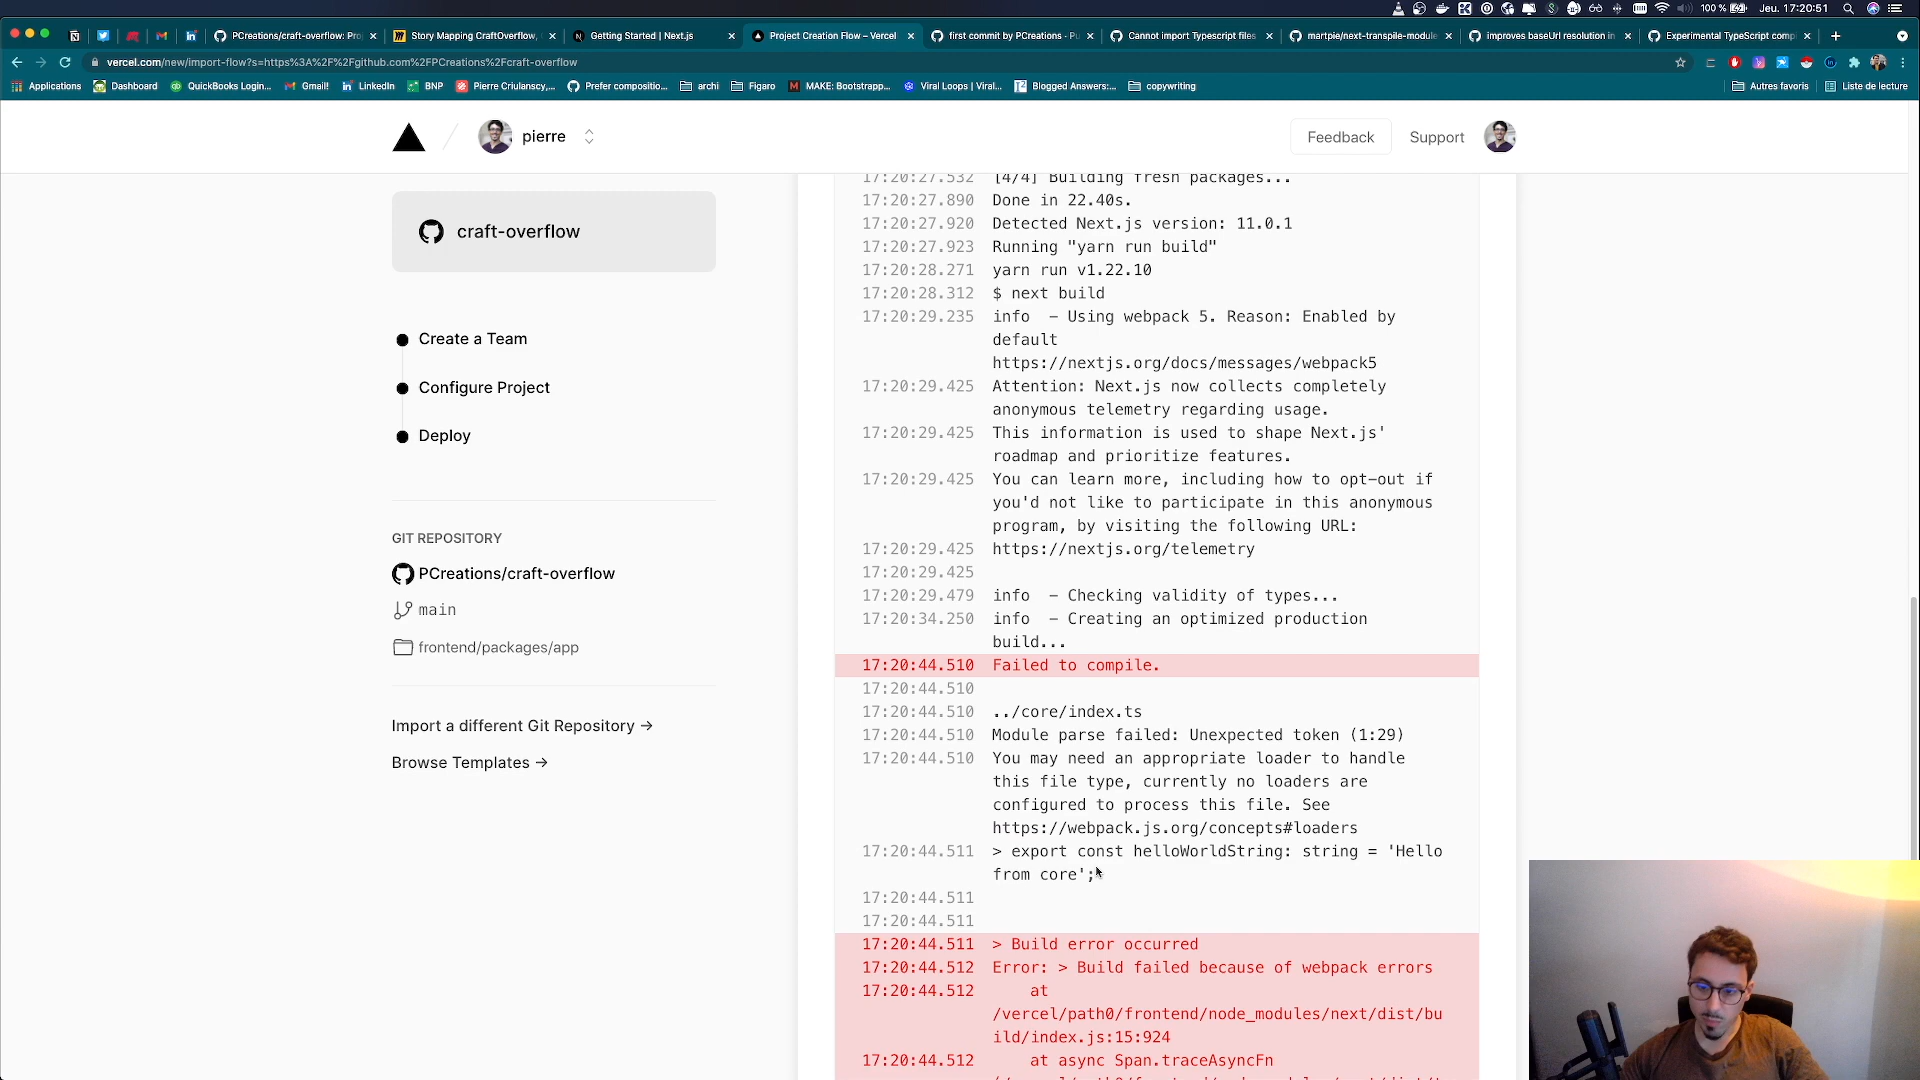 100 %
Jeu. 17:20:51
PCreations/craft-overflow: Pro
Story Mapping CraftOverflow,
Getting Started | Next.js
Project Creation Flow – Vercel
first commit by PCreations · Pu
Cannot import Typescript files
martpie/next-transpile-module
improves baseUrl resolution in
Experimental TypeScript comp
vercel.com/new/import-flow?s=https%3A%2F%2Fgithub.com%2FPCreations%2Fcraft-overflow
Applications
Dashboard
QuickBooks Login...
Gmail!
LinkedIn
BNP
Pierre Criulanscy,...
Prefer compositio...
archi
Figaro
MAKE: Bootstrapp...
Viral Loops | Viral...
Blogged Answers:...
copywriting
Autres favoris
Liste de lecture
pierre
Feedback
Support
craft-overflow
Create a Team
Configure Project
Deploy
GIT REPOSITORY
PCreations/craft-overflow
main
frontend/packages/app
Import a different Git Repository →
Browse Templates →
17:20:27.532 [4/4] Building fresh packages...
17:20:27.890 Done in 22.40s.
17:20:27.920 Detected Next.js version: 11.0.1
17:20:27.923 Running "yarn run build"
17:20:28.271 yarn run v1.22.10
17:20:28.312 $ next build
17:20:29.235 info  - Using webpack 5. Reason: Enabled by
default
https://nextjs.org/docs/messages/webpack5
17:20:29.425 Attention: Next.js now collects completely
anonymous telemetry regarding usage.
17:20:29.425 This information is used to shape Next.js'
roadmap and prioritize features.
17:20:29.425 You can learn more, including how to opt-out if
you'd not like to participate in this anonymous
program, by visiting the following URL:
17:20:29.425 https://nextjs.org/telemetry
17:20:29.425
17:20:29.479 info  - Checking validity of types...
17:20:34.250 info  - Creating an optimized production
build...
17:20:44.510 Failed to compile.
17:20:44.510
17:20:44.510 ../core/index.ts
17:20:44.510 Module parse failed: Unexpected token (1:29)
17:20:44.510 You may need an appropriate loader to handle
this file type, currently no loaders are
configured to process this file. See
https://webpack.js.org/concepts#loaders
17:20:44.511 > export const helloWorldString: string = 'Hello
from core';
17:20:44.511
17:20:44.511
17:20:44.511 > Build error occurred
17:20:44.512 Error: > Build failed because of webpack errors
17:20:44.512 at
/vercel/path0/frontend/node_modules/next/dist/bu
ild/index.js:15:924
17:20:44.512 at async Span.traceAsyncFn